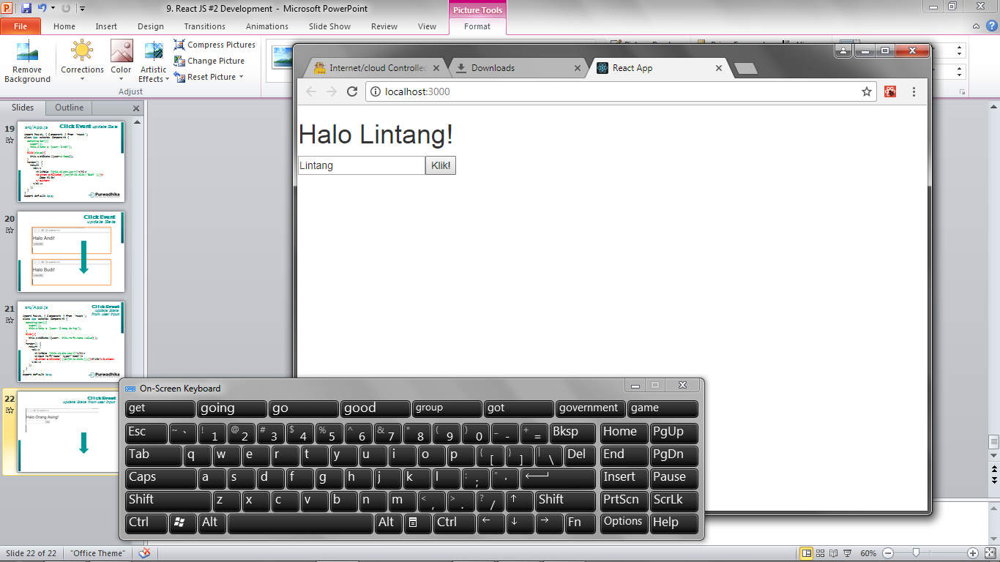 9. React JS #2 Development - Microsoft PowerPoint
Picture Tools
File Home Insert Design Transitions Animations Slide Show Review View Format
Remove Background
Corrections
Color
Artistic Effects
Compress Pictures
Change Picture
Reset Picture
Adjust
Internet/cloud Controlled
Downloads
React App
localhost:3000
Halo Lintang!
Lintang
Klik!
Slides Outline
19
src/App.js
Click Event update State
Purwadhika
20
Click Event
update State
Halo Andi!
Halo Budi!
21
src/App.js
Click Event
update State
from user input
Purwadhika
22
Click Event
update State from user input
Halo Orang Asing!
On-Screen Keyboard
get going go good group got government game
Esc ~ ` ! 1 @ 2 # 3 $ 4 % 5 ^ 6 & 7 * 8 ( 9 ) 0 _ - + = Bksp Home PgUp
Tab q w e r t y u i o p { [ } ] | \ Del End PgDn
Caps a s d f g h j k l : ; " ' Insert Pause
Shift z x c v b n m < , > . ? / ↑ Shift PrtScn ScrLk
Ctrl Alt Alt Ctrl ← ↓ → Fn Options Help
Slide 22 of 22
"Office Theme"
60%